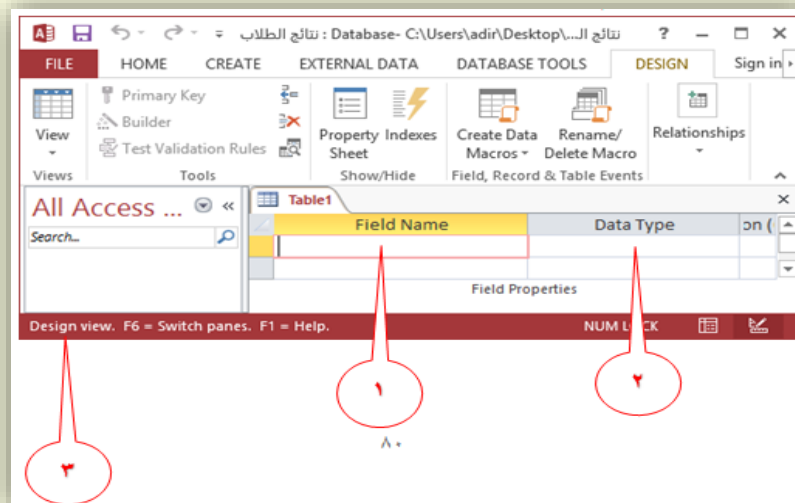 نتائج الطلاب : Database- C:\Users\adir\Desktop\...نتائج الـ
FILE HOME CREATE EXTERNAL DATA DATABASE TOOLS DESIGN Sign in
View
Primary Key
Builder
Test Validation Rules
Property Sheet
Indexes
Create Data Macros
Rename/ Delete Macro
Relationships
Views Tools Show/Hide Field, Record & Table Events
All Access ...
Search...
Table1
Field Name Data Type on (
Field Properties
Design view. F6 = Switch panes. F1 = Help. NUM LOCK
١
٢
٨٠
٣